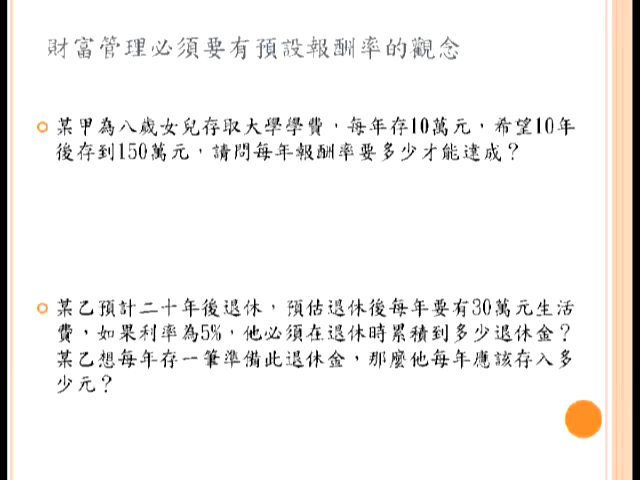 財富管理必須要有預設報酬率的觀念
某甲為八歲女兒存取大學學費，每年存10萬元，希望10年
後存到150萬元，請問每年報酬率要多少才能達成？
某乙預計二十年後退休，預估退休後每年要有30萬元生活
費，如果利率為5%，他必須在退休時累積到多少退休金？
某乙想每年存一筆準備此退休金，那麼他每年應該存入多
少元？